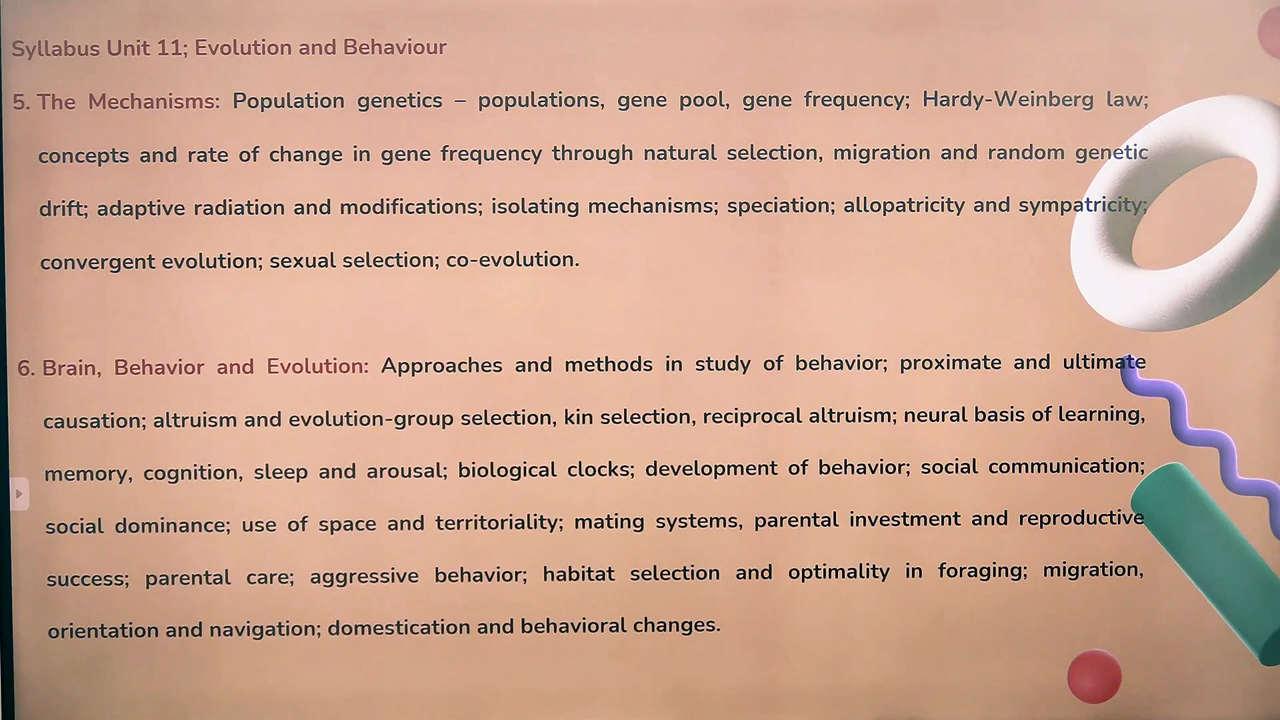 Syllabus Unit 11; Evolution and Behaviour
5. The Mechanisms: Population genetics – populations, gene pool, gene frequency; Hardy-Weinberg law;
concepts and rate of change in gene frequency through natural selection, migration and random genetic
drift; adaptive radiation and modifications; isolating mechanisms; speciation; allopatricity and sympatricity;
convergent evolution; sexual selection; co-evolution.
6. Brain, Behavior and Evolution: Approaches and methods in study of behavior; proximate and ultimate
causation; altruism and evolution-group selection, kin selection, reciprocal altruism; neural basis of learning,
memory, cognition, sleep and arousal; biological clocks; development of behavior; social communication;
social dominance; use of space and territoriality; mating systems, parental investment and reproductive
success; parental care; aggressive behavior; habitat selection and optimality in foraging; migration,
orientation and navigation; domestication and behavioral changes.